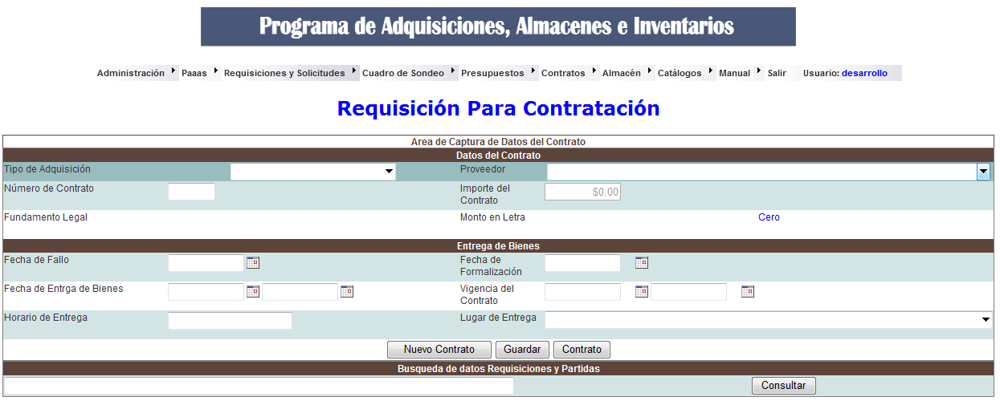 Programa de Adquisiciones, Almacenes e Inventarios
Administración Paaas Requisiciones y Solicitudes Cuadro de Sondeo Presupuestos Contratos Almacén Catálogos Manual Salir Usuario: desarrollo
Requisición Para Contratación
Area de Captura de Datos del Contrato
Datos del Contrato
Tipo de Adquisición Proveedor
Número de Contrato Importe del Contrato $0.00
Fundamento Legal Monto en Letra Cero
Entrega de Bienes
Fecha de Fallo Fecha de Formalización
Fecha de Entrga de Bienes Vigencia del Contrato
Horario de Entrega Lugar de Entrega
Nuevo Contrato Guardar Contrato
Busqueda de datos Requisiciones y Partidas
Consultar